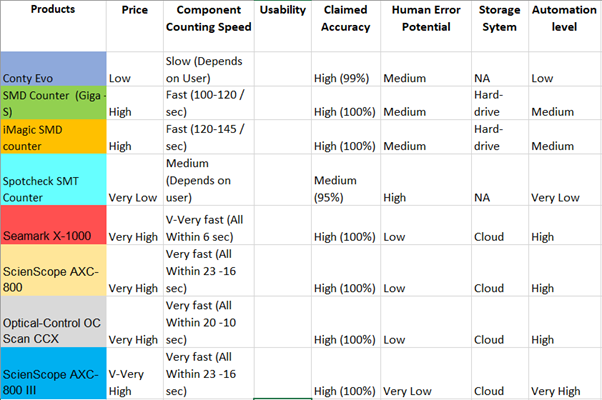 Products
Price
Component
Counting Speed
Usability
Claimed
Accuracy
Human Error
Potential
Storage
Sytem
Automation
level
Conty Evo
Low
Slow (Depends
on User)
High (99%)
Medium
NA
Low
SMD Counter (Giga -
S)
High
Fast (100-120 /
sec)
High (100%)
Medium
Hard-
drive
Medium
iMagic SMD
counter
High
Fast (120-145 /
sec)
High (100%)
Medium
Hard-
drive
Medium
Spotcheck SMT
Counter
Very Low
Medium
(Depends on
user)
Medium
(95%)
High
NA
Very Low
Seamark X-1000
Very High
V-Very fast (All
Within 6 sec)
High (100%)
Low
Cloud
High
ScienScope AXC-
800
Very High
Very fast (All
Within 23 -16
sec)
High (100%)
Low
Cloud
High
Optical-Control OC
Scan CCX
Very High
Very fast (All
Within 20 -10
sec)
High (100%)
Low
Cloud
High
ScienScope AXC-
800 III
V-Very
High
Very fast (All
Within 23 -16
sec)
High (100%)
Very Low
Cloud
Very High